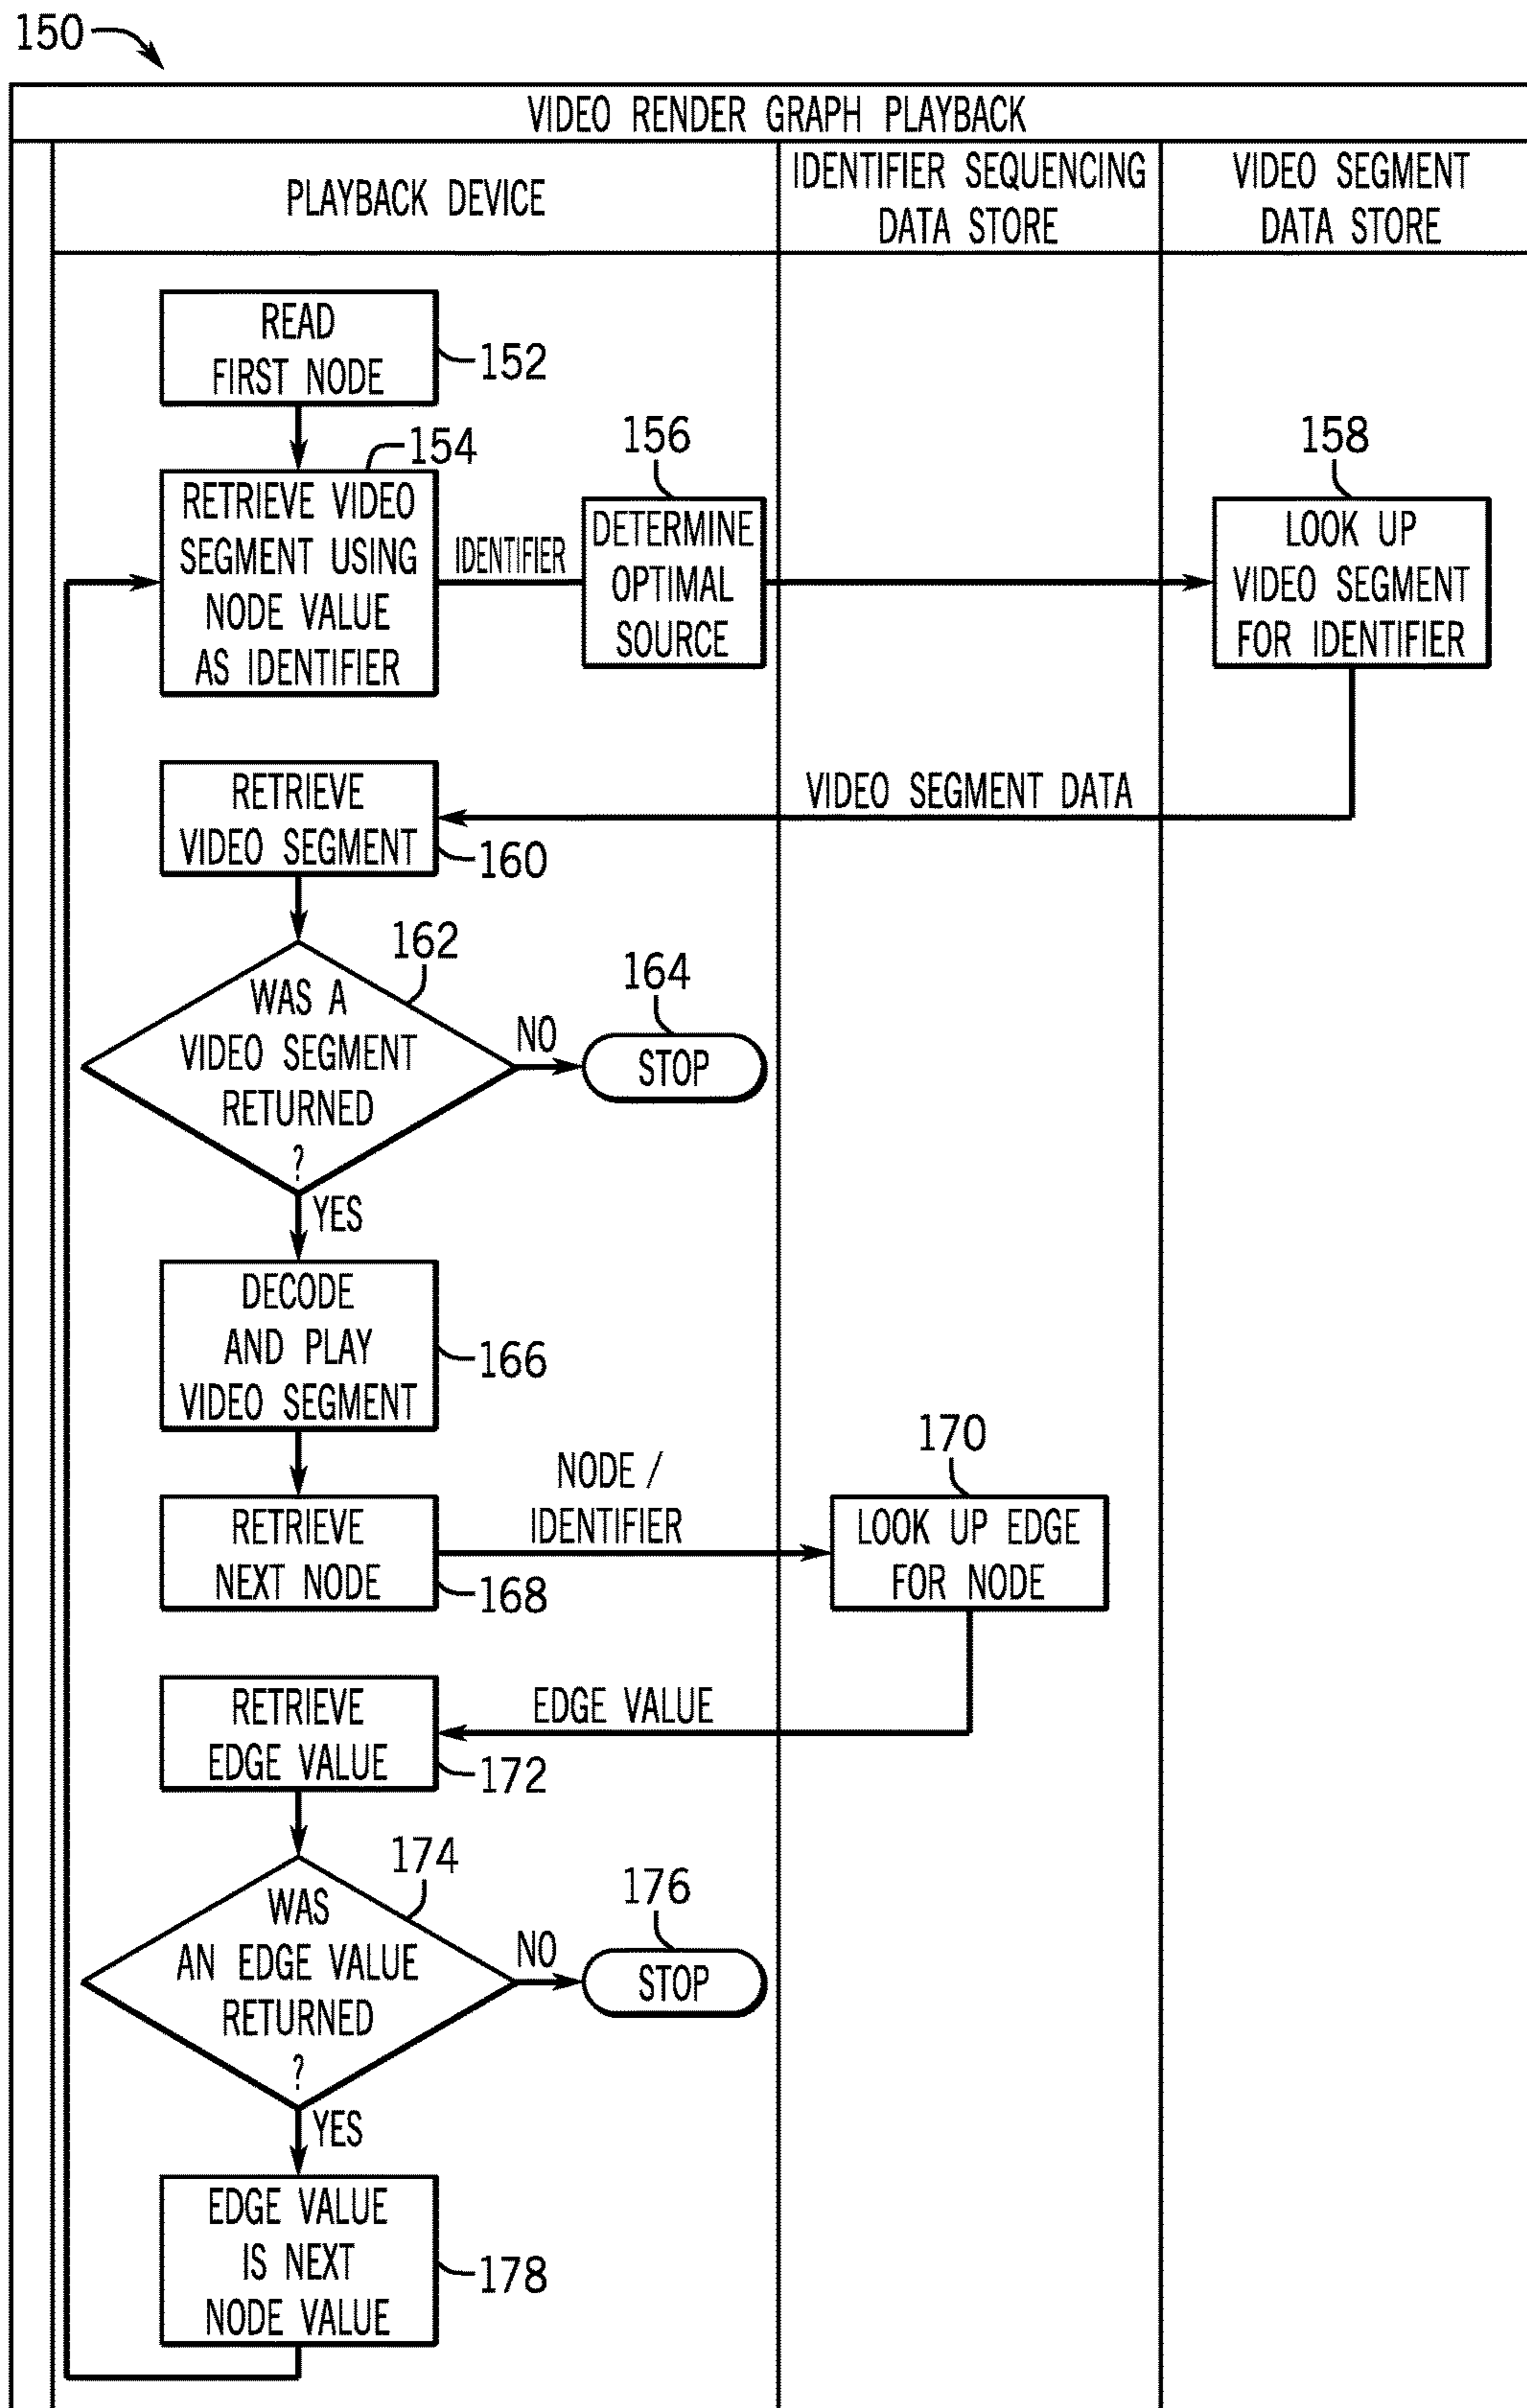 150
VIDEO RENDER GRAPH PLAYBACK
PLAYBACK DEVICE
IDENTIFIER SEQUENCING
DATA STORE
VIDEO SEGMENT
DATA STORE
READ
FIRST NODE
152
154
RETRIEVE VIDEO
SEGMENT USING
NODE VALUE
AS IDENTIFIER
IDENTIFIER
156
DETERMINE
OPTIMAL
SOURCE
158
LOOK UP
VIDEO SEGMENT
FOR IDENTIFIER
VIDEO SEGMENT DATA
RETRIEVE
VIDEO SEGMENT
160
162
WAS A
VIDEO SEGMENT
RETURNED
?
NO
164
STOP
YES
DECODE
AND PLAY
VIDEO SEGMENT
166
RETRIEVE
NEXT NODE
168
NODE /
IDENTIFIER
170
LOOK UP EDGE
FOR NODE
EDGE VALUE
RETRIEVE
EDGE VALUE
172
174
WAS
AN EDGE VALUE
RETURNED
?
NO
176
STOP
YES
EDGE VALUE
IS NEXT
NODE VALUE
178